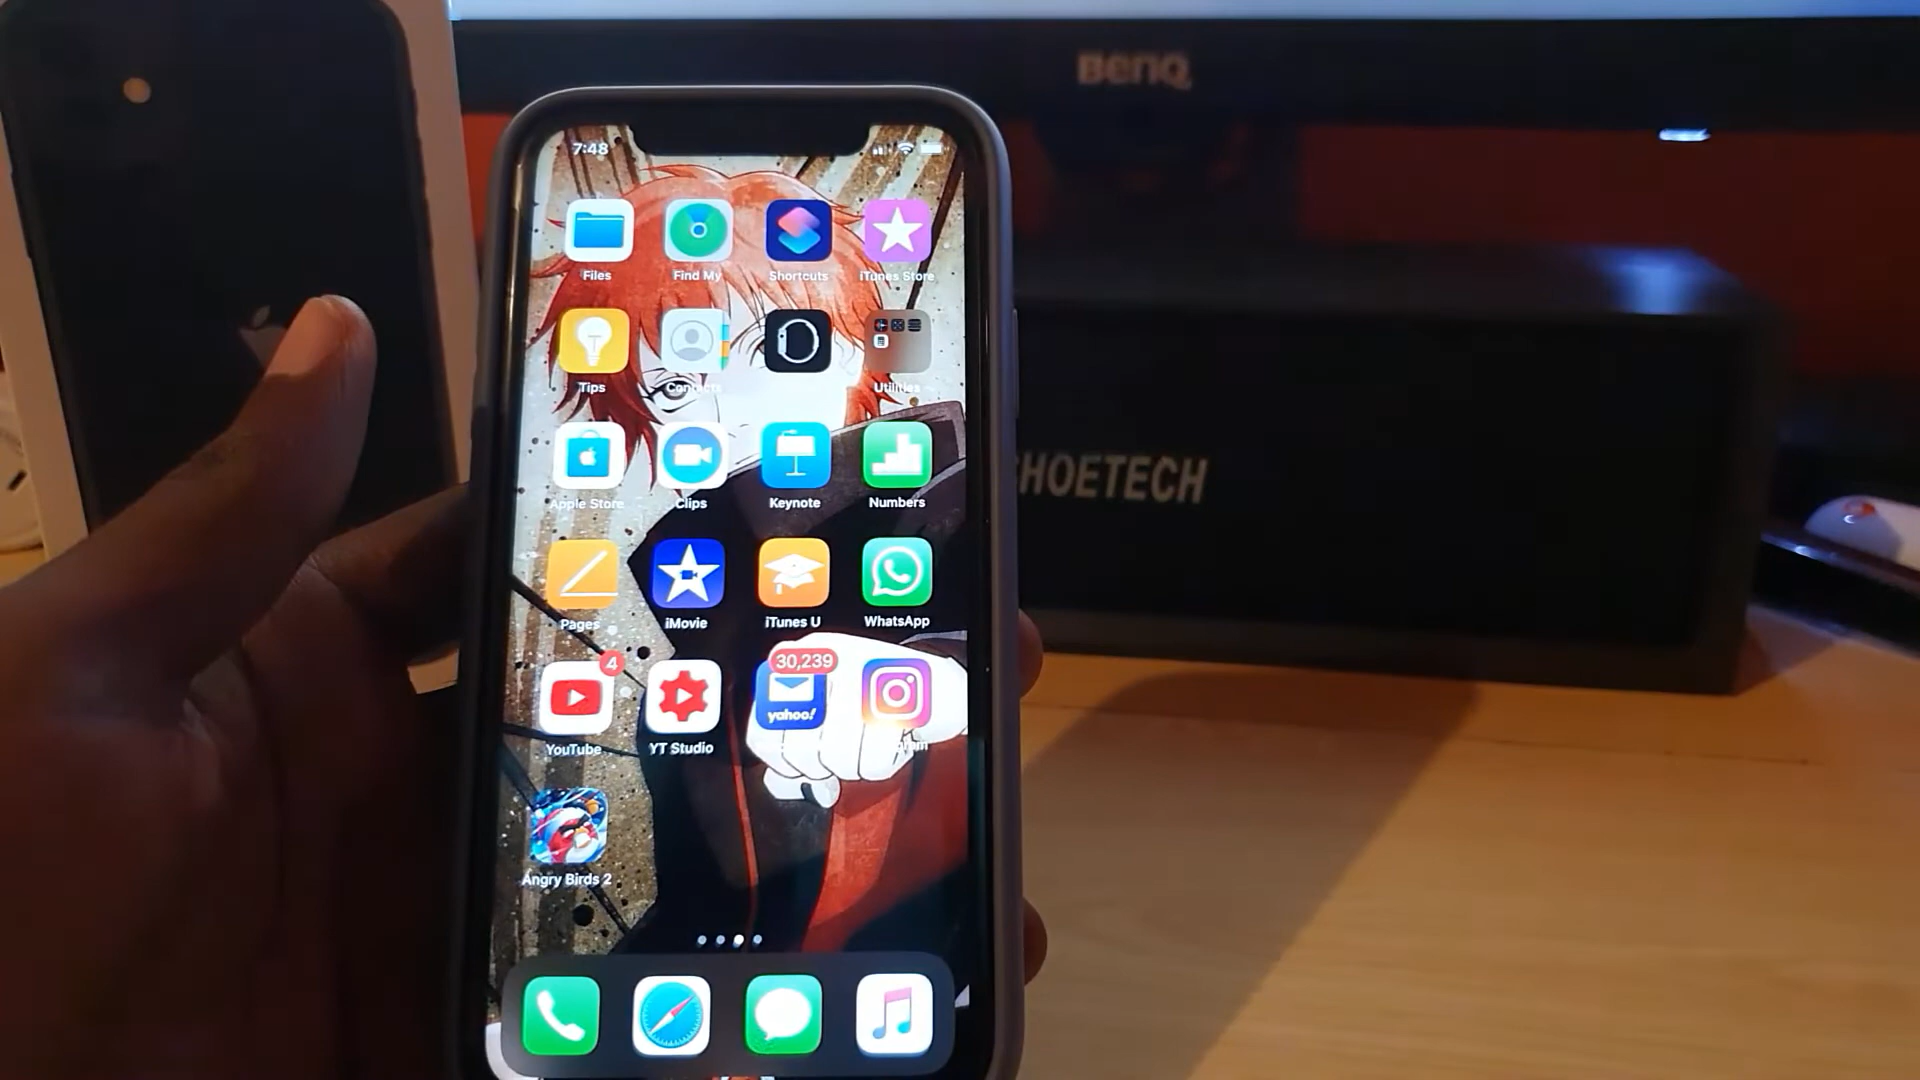 BenQ
7:48
Files
Find My
Shortcuts
iTunes Store
Tips
Contacts
Utilities
Apple Store
Clips
Keynote
Numbers
Pages
iMovie
iTunes U
WhatsApp
4
30,239
yahoo!
YouTube
YT Studio
Angry Birds 2
HOETECH